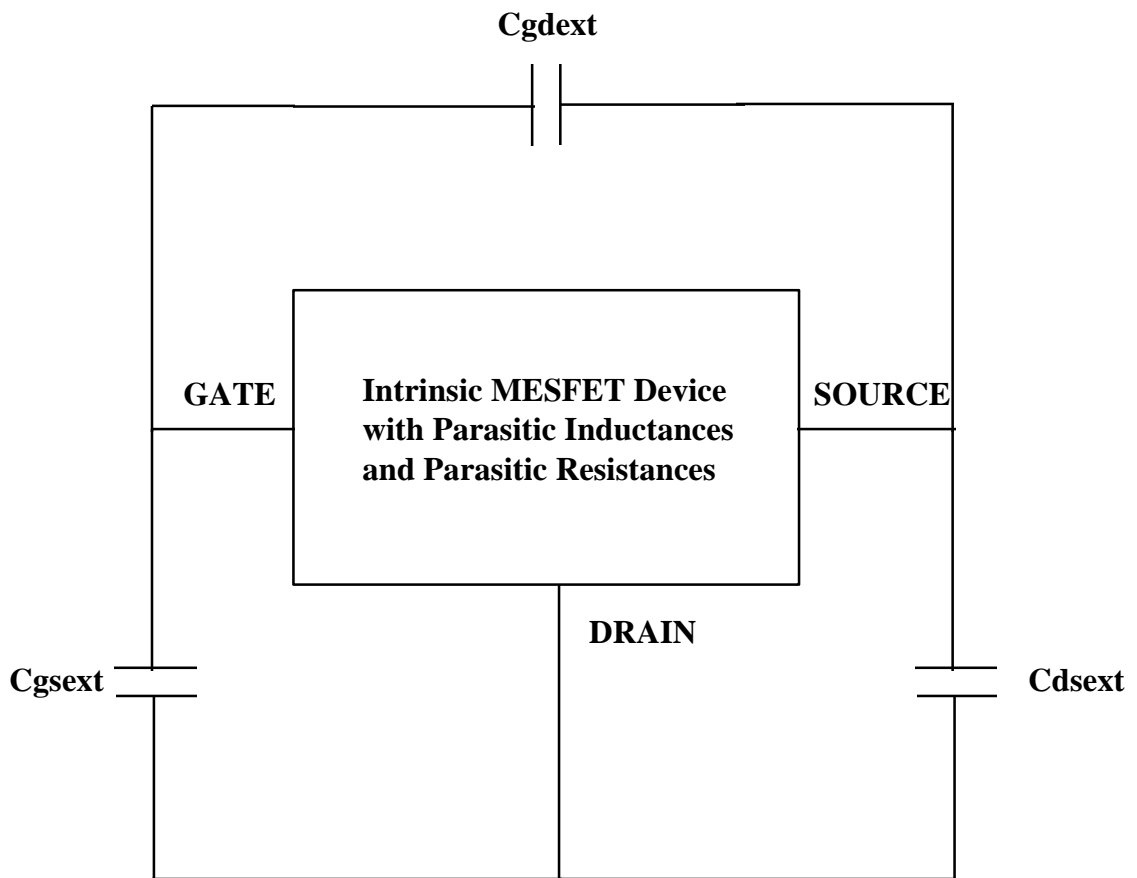 Cgdext
GATE
Intrinsic MESFET Device
with Parasitic Inductances
and Parasitic Resistances
SOURCE
DRAIN
Cgsext
Cdsext